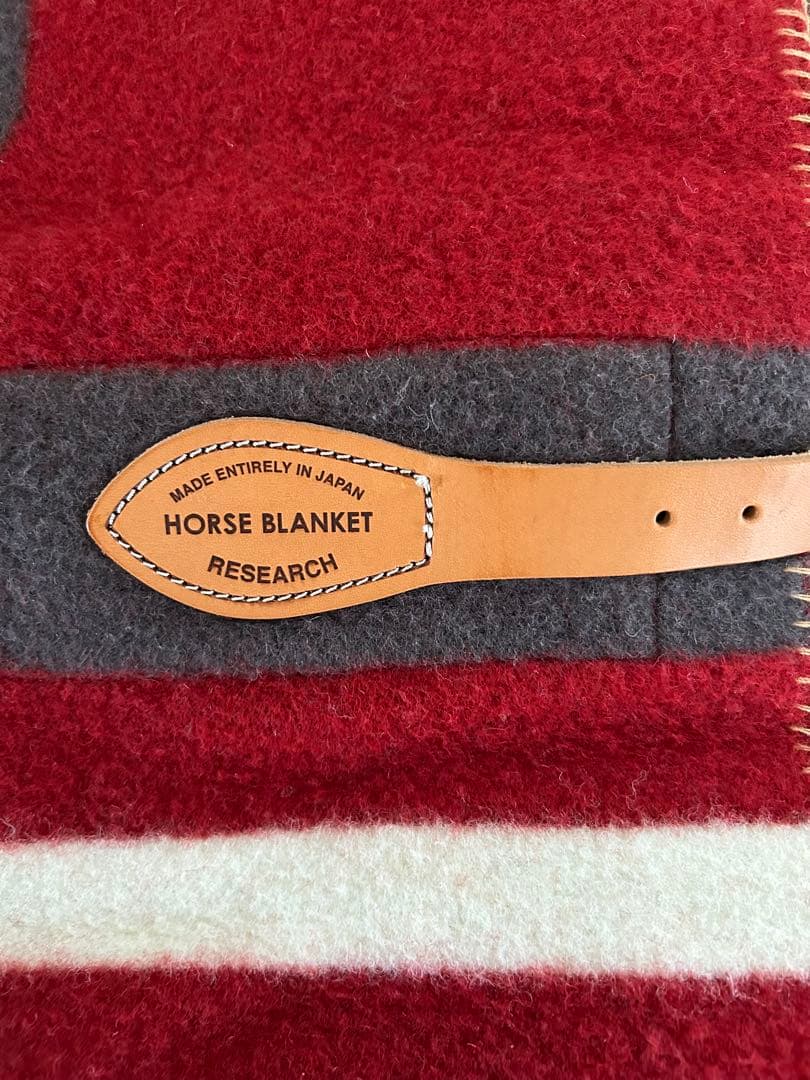 MADE ENTIRELY IN JAPAN
HORSE BLANKET
RESEARCH